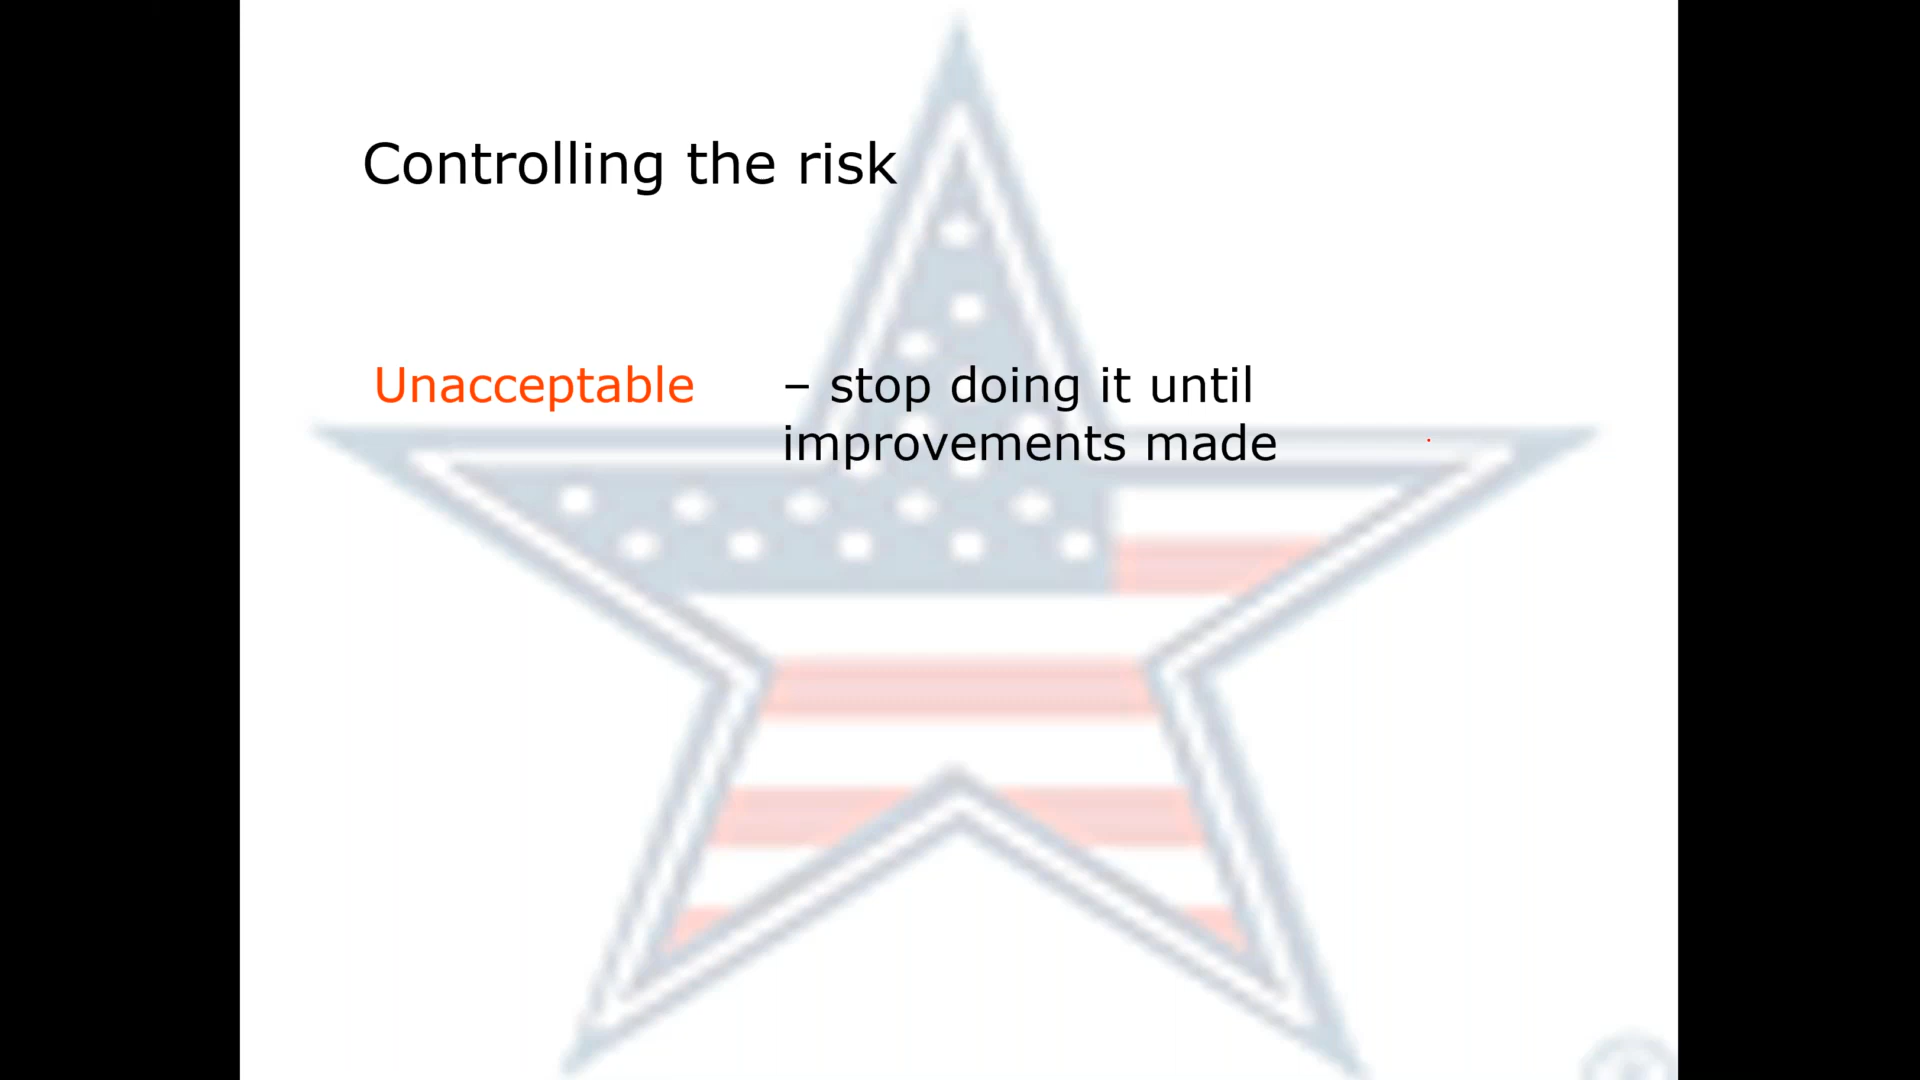 Controlling the risk
Unacceptable – stop doing it until
improvements made